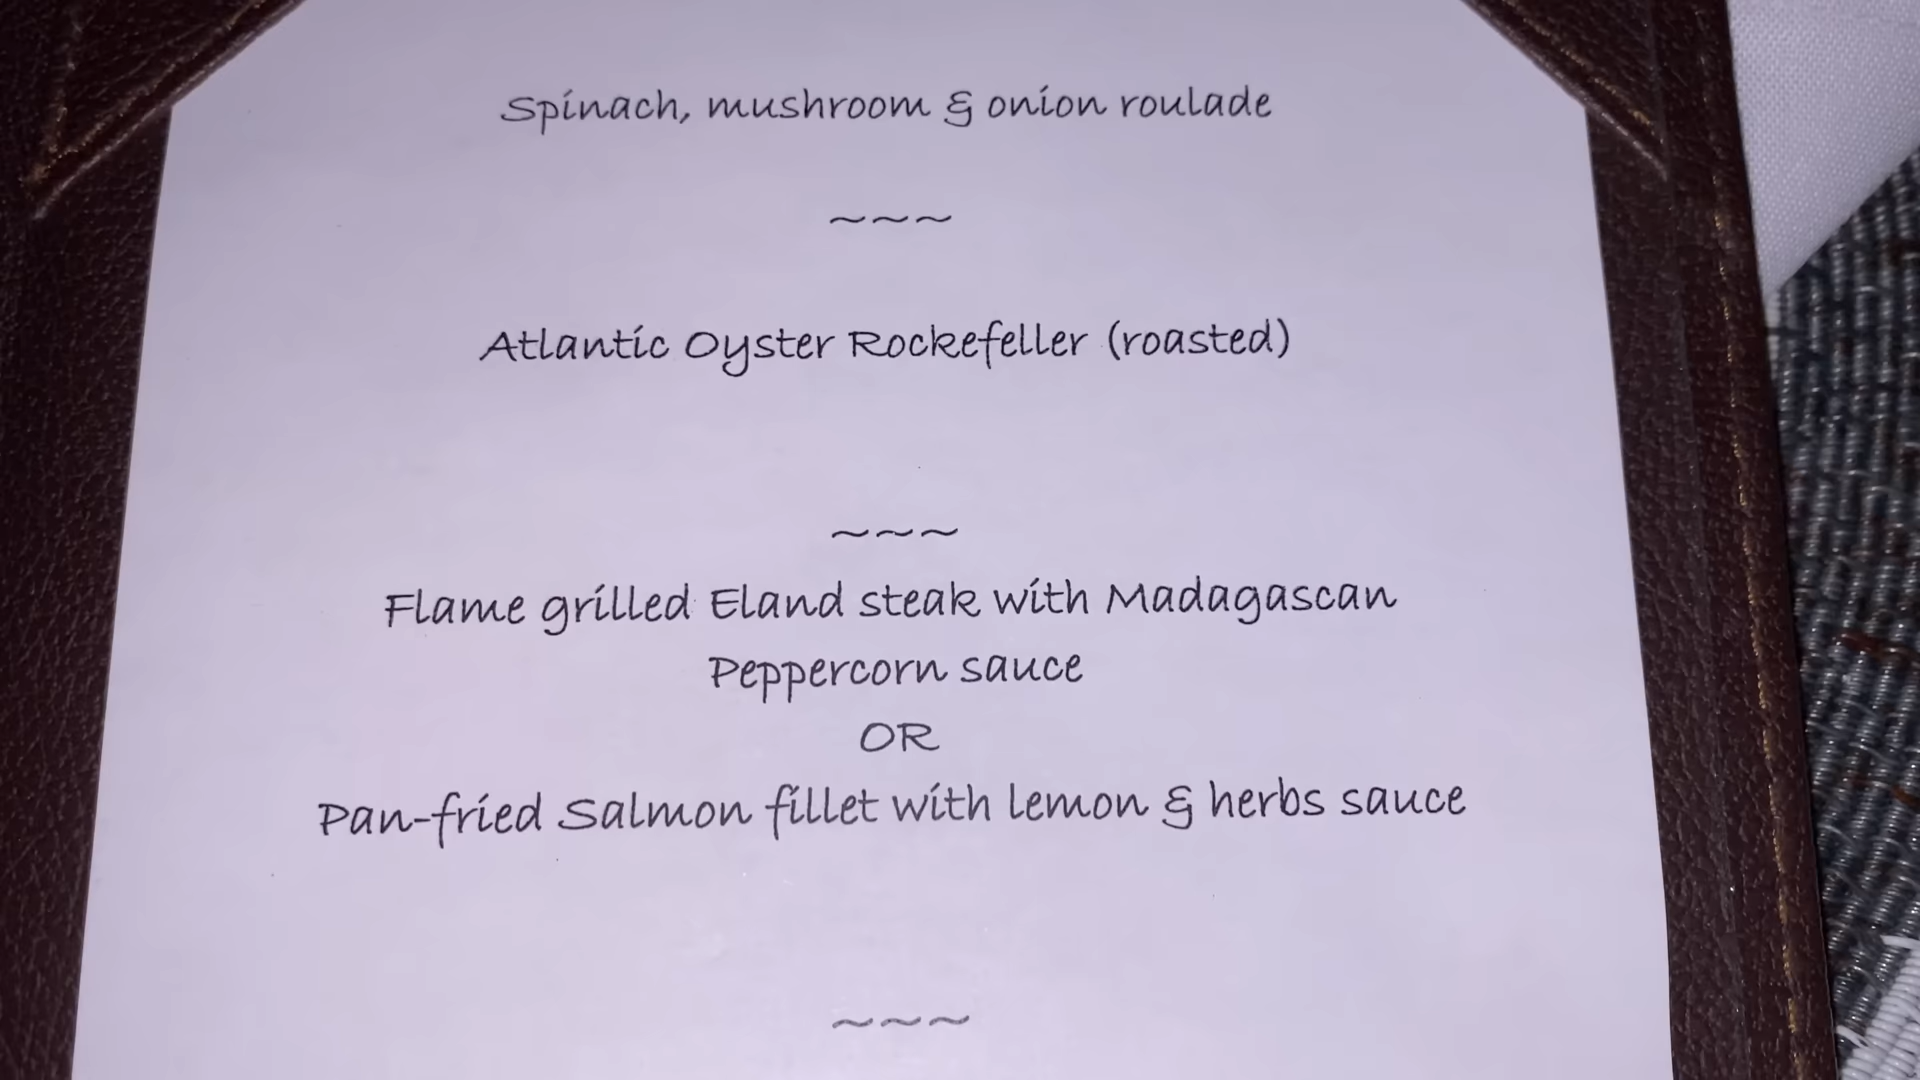 Spinach, mushroom & onion roulade
~~~
Atlantic Oyster Rockefeller (roasted)
~~~
Flame grilled Eland steak with Madagascan
Peppercorn sauce
OR
Pan-fried Salmon fillet with lemon & herbs sauce
~~~